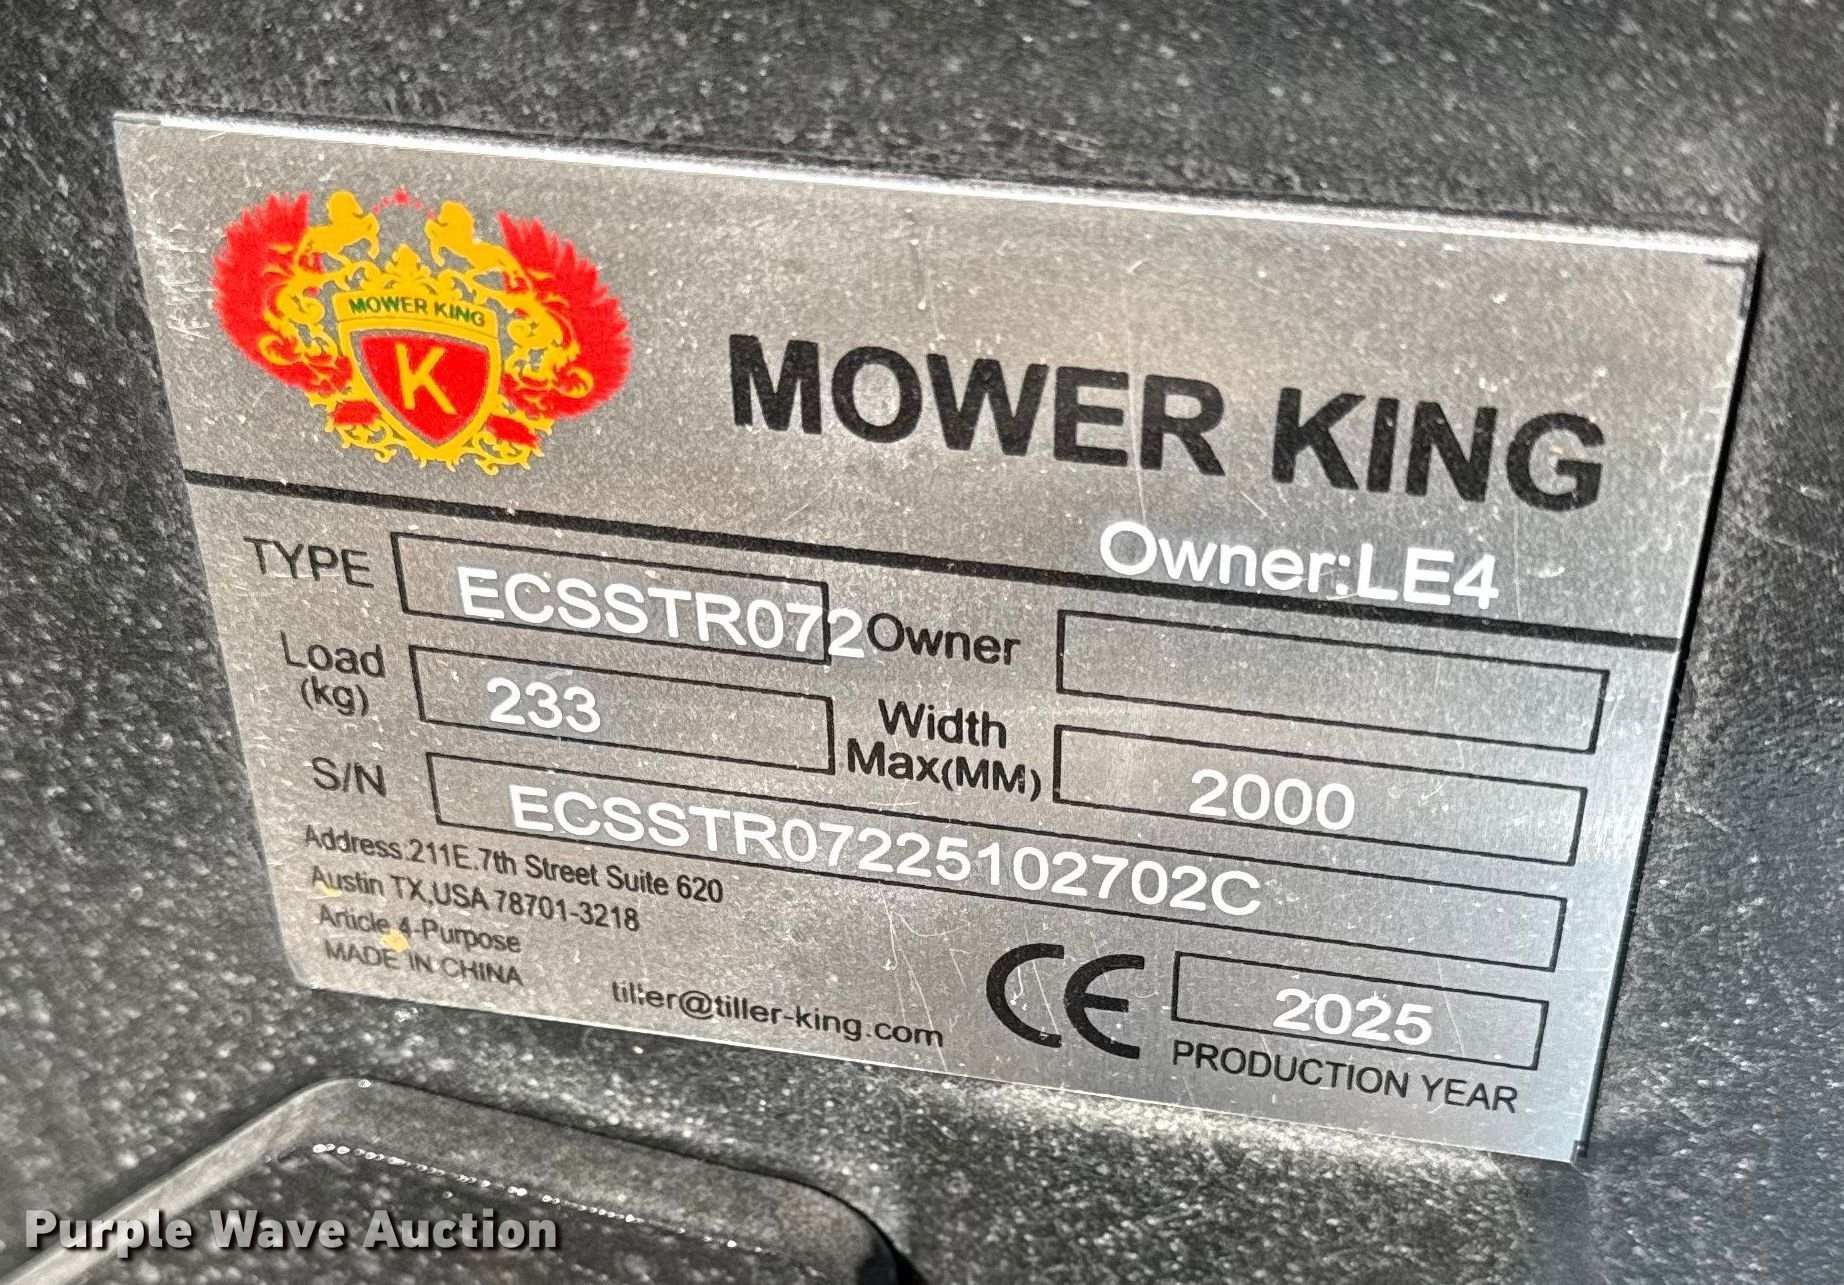 MOWER KING
K
MOWER KING
Owner:LE4
TYPE ECSSTR072 Owner
Load (kg) 233 Width Max(MM) 2000
S/N ECSSTR07225102702C
Address.211E.7th Street Suite 620
Austin TX,USA 78701-3218
Article 4-Purpose
MADE IN CHINA
tiller@tiller-king.com
CE 2025
PRODUCTION YEAR
Purple Wave Auction